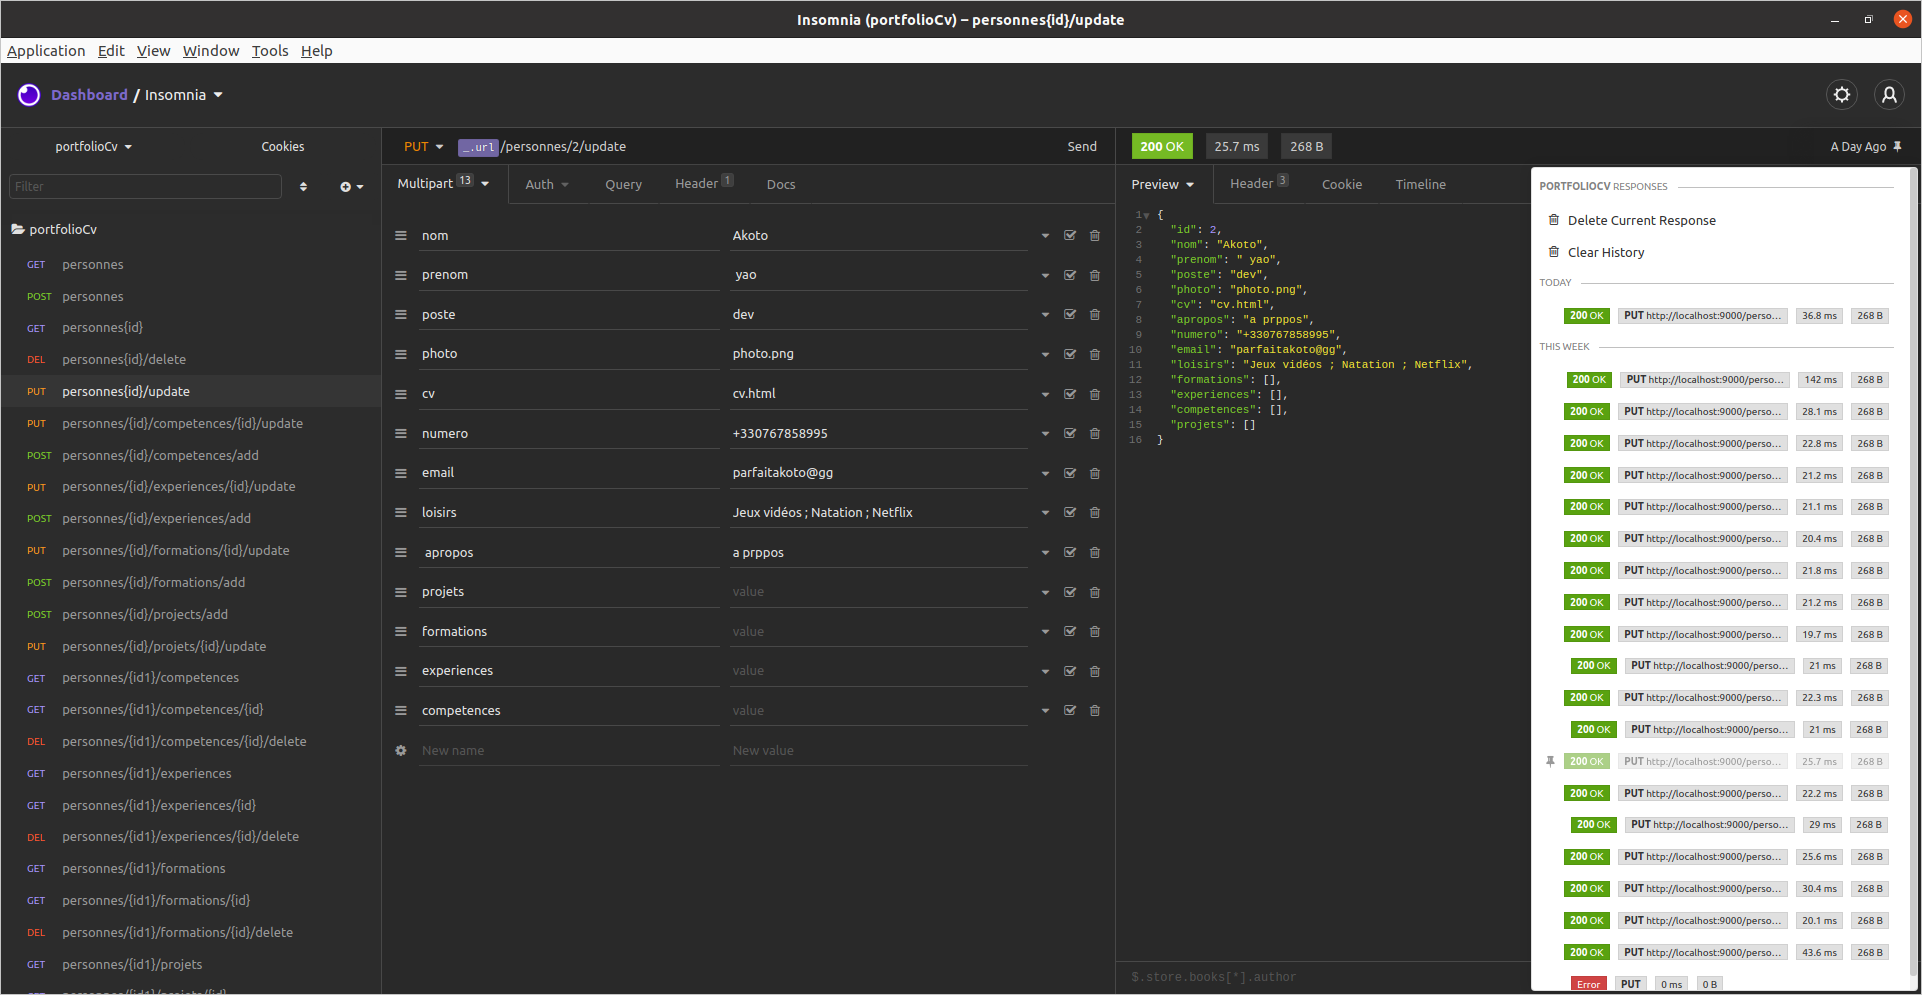 Insomnia (portfolioCv) – personnes{id}/update
Application Edit View Window Tools Help
Dashboard / Insomnia
portfolioCv Cookies
Filter
portfolioCv
GET personnes
POST personnes
GET personnes{id}
DEL personnes{id}/delete
PUT personnes{id}/update
PUT personnes/{id}/competences/{id}/update
POST personnes/{id}/competences/add
PUT personnes/{id}/experiences/{id}/update
POST personnes/{id}/experiences/add
PUT personnes/{id}/formations/{id}/update
POST personnes/{id}/formations/add
POST personnes/{id}/projects/add
PUT personnes/{id}/projets/{id}/update
GET personnes/{id1}/competences
GET personnes/{id1}/competences/{id}
DEL personnes/{id1}/competences/{id}/delete
GET personnes/{id1}/experiences
GET personnes/{id1}/experiences/{id}
DEL personnes/{id1}/experiences/{id}/delete
GET personnes/{id1}/formations
GET personnes/{id1}/formations/{id}
DEL personnes/{id1}/formations/{id}/delete
GET personnes/{id1}/projets
PUT _.url /personnes/2/update Send
Multipart 13 Auth Query Header 1 Docs
nom Akoto
prenom yao
poste dev
photo photo.png
cv cv.html
numero +330767858995
email parfaitakoto@gg
loisirs Jeux vidéos ; Natation ; Netflix
apropos a prppos
projets value
formations value
experiences value
competences value
New name New value
200 OK 25.7 ms 268 B A Day Ago
Preview Header 3 Cookie Timeline
1 {
2 "id": 2,
3 "nom": "Akoto",
4 "prenom": " yao",
5 "poste": "dev",
6 "photo": "photo.png",
7 "cv": "cv.html",
8 "apropos": "a prppos",
9 "numero": "+330767858995",
10 "email": "parfaitakoto@gg",
11 "loisirs": "Jeux vidéos ; Natation ; Netflix",
12 "formations": [],
13 "experiences": [],
14 "competences": [],
15 "projets": []
16 }
$.store.books[*].author
PORTFOLIOCV RESPONSES
Delete Current Response
Clear History
TODAY
200 OK PUT http://localhost:9000/perso... 36.8 ms 268 B
THIS WEEK
200 OK PUT http://localhost:9000/perso... 142 ms 268 B
200 OK PUT http://localhost:9000/perso... 28.1 ms 268 B
200 OK PUT http://localhost:9000/perso... 22.8 ms 268 B
200 OK PUT http://localhost:9000/perso... 21.2 ms 268 B
200 OK PUT http://localhost:9000/perso... 21.1 ms 268 B
200 OK PUT http://localhost:9000/perso... 20.4 ms 268 B
200 OK PUT http://localhost:9000/perso... 21.8 ms 268 B
200 OK PUT http://localhost:9000/perso... 21.2 ms 268 B
200 OK PUT http://localhost:9000/perso... 19.7 ms 268 B
200 OK PUT http://localhost:9000/perso... 21 ms 268 B
200 OK PUT http://localhost:9000/perso... 22.3 ms 268 B
200 OK PUT http://localhost:9000/perso... 21 ms 268 B
200 OK PUT http://localhost:9000/perso... 25.7 ms 268 B
200 OK PUT http://localhost:9000/perso... 22.2 ms 268 B
200 OK PUT http://localhost:9000/perso... 29 ms 268 B
200 OK PUT http://localhost:9000/perso... 25.6 ms 268 B
200 OK PUT http://localhost:9000/perso... 30.4 ms 268 B
200 OK PUT http://localhost:9000/perso... 20.1 ms 268 B
200 OK PUT http://localhost:9000/perso... 43.6 ms 268 B
Error PUT 0 ms 0 B